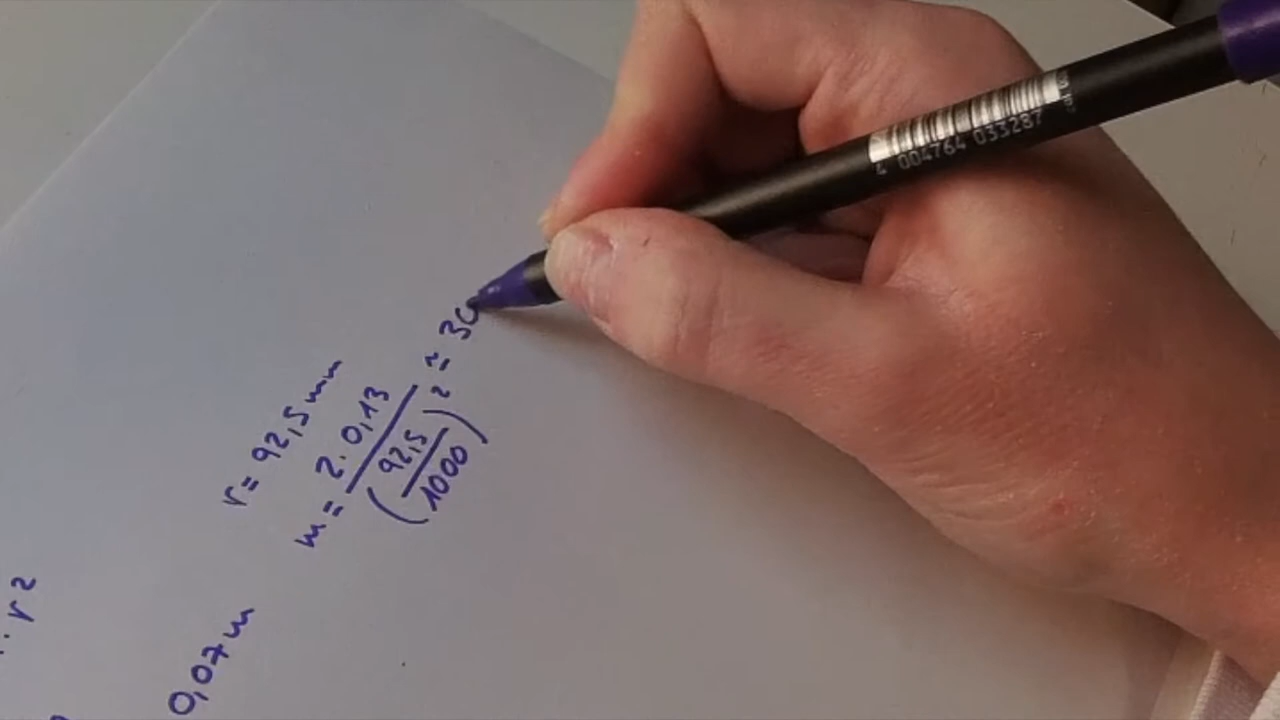 r = 92,5 mm
m = 2 · 0,13 / (92,5 / 1000)² ≈ 30
· r²
0,07 m
4 004764 033287